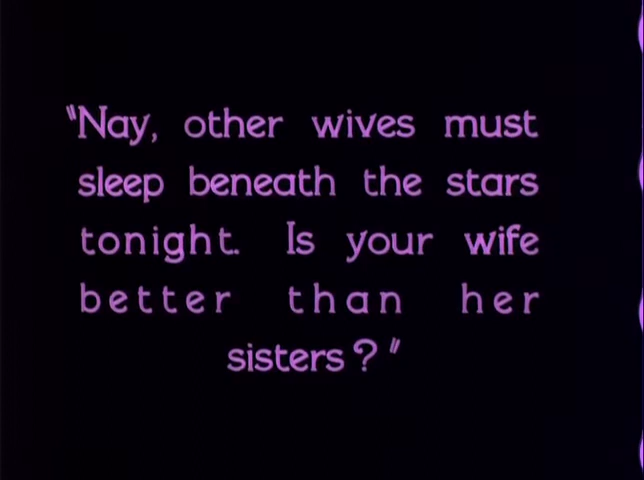 "Nay, other wives must
sleep beneath the stars
tonight. Is your wife
better than her
sisters?"